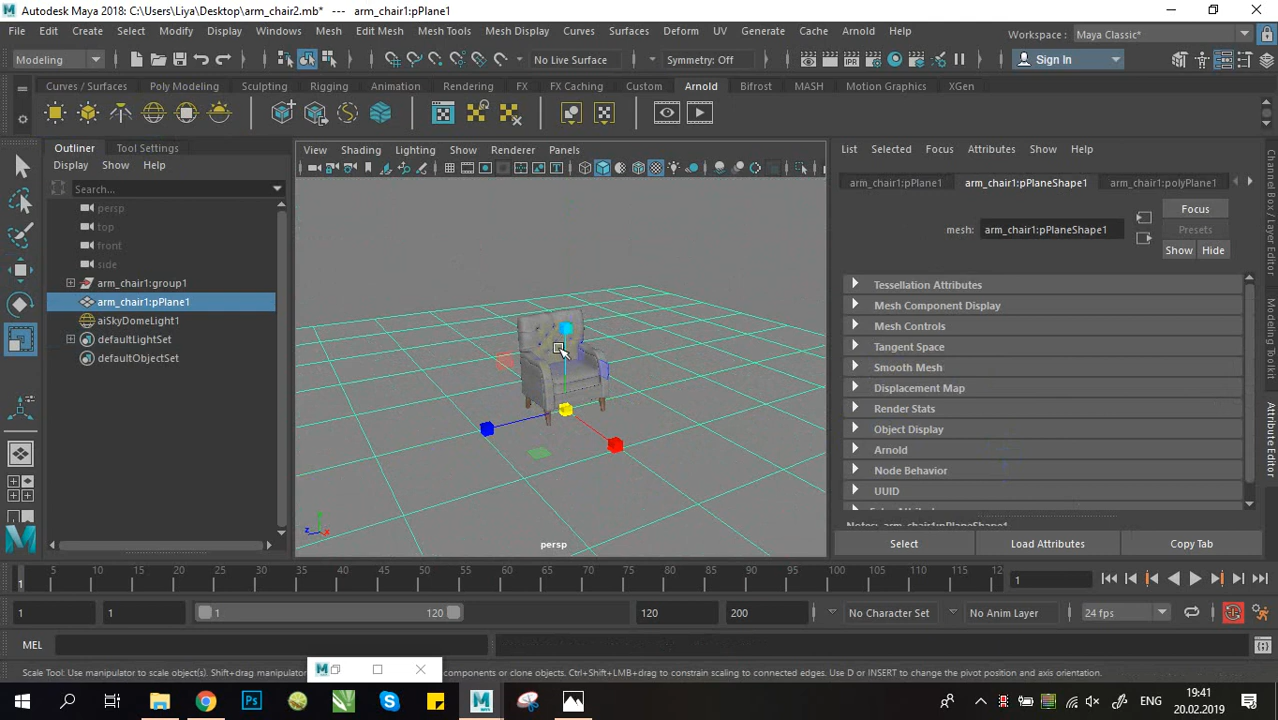 Autodesk Maya 2018: C:\Users\Liya\Desktop\arm_chair2.mb* --- arm_chair1:pPlane1
File Edit Create Select Modify Display Windows Mesh Edit Mesh Mesh Tools Mesh Display Curves Surfaces Deform UV Generate Cache Arnold Help Workspace : Maya Classic*
Modeling No Live Surface Symmetry: Off Sign In
Curves / Surfaces Poly Modeling Sculpting Rigging Animation Rendering FX FX Caching Custom Arnold Bifrost MASH Motion Graphics XGen
Outliner Tool Settings
Display Show Help
Search...
persp
top
front
side
arm_chair1:group1
arm_chair1:pPlane1
aiSkyDomeLight1
defaultLightSet
defaultObjectSet
View Shading Lighting Show Renderer Panels
persp
List Selected Focus Attributes Show Help
arm_chair1:pPlane1 arm_chair1:pPlaneShape1 arm_chair1:polyPlane1
Focus
mesh: arm_chair1:pPlaneShape1 Presets
Show Hide
Tessellation Attributes
Mesh Component Display
Mesh Controls
Tangent Space
Smooth Mesh
Displacement Map
Render Stats
Object Display
Arnold
Node Behavior
UUID
Notes: arm_chair1:pPlaneShape1
Select Load Attributes Copy Tab
Channel Box / Layer Editor
Attribute Editor
1 5 10 15 20 25 30 35 40 45 50 55 60 65 70 75 80 85 90 95 100 105 110 115 12 1
1 1 1 120 120 200 No Character Set No Anim Layer 24 fps
MEL
Scale Tool: Use manipulator to scale object(s). Shift+drag manipulator components or clone objects. Ctrl+Shift+LMB+drag to constrain scaling to connected edges. Use D or INSERT to change the pivot position and axis orientation.
ENG 19:41
20.02.2019